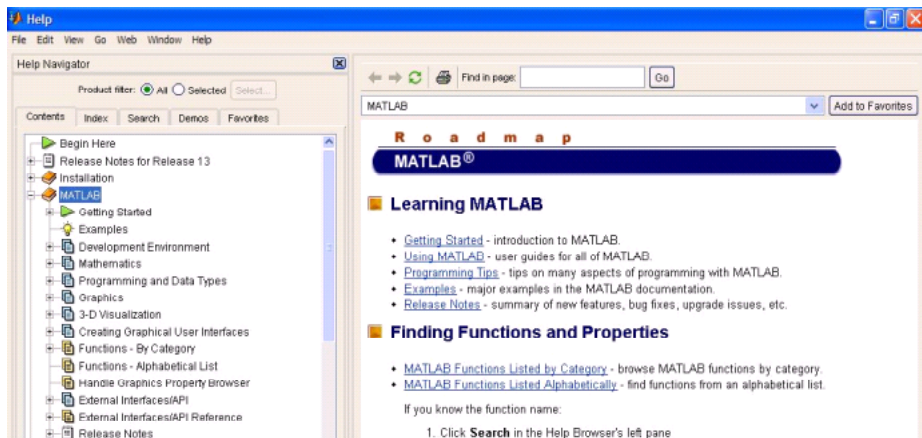 Help
File Edit View Go Web Window Help
Help Navigator
Product filter: All Selected Select...
Contents Index Search Demos Favorites
Begin Here
Release Notes for Release 13
Installation
MATLAB
Getting Started
Examples
Development Environment
Mathematics
Programming and Data Types
Graphics
3-D Visualization
Creating Graphical User Interfaces
Functions - By Category
Functions - Alphabetical List
Handle Graphics Property Browser
External Interfaces/API
External Interfaces/API Reference
Release Notes
Find in page: Go
MATLAB Add to Favorites
Roadmap
MATLAB®
Learning MATLAB
• Getting Started - introduction to MATLAB.
• Using MATLAB - user guides for all of MATLAB.
• Programming Tips - tips on many aspects of programming with MATLAB.
• Examples - major examples in the MATLAB documentation.
• Release Notes - summary of new features, bug fixes, upgrade issues, etc.
Finding Functions and Properties
• MATLAB Functions Listed by Category - browse MATLAB functions by category.
• MATLAB Functions Listed Alphabetically - find functions from an alphabetical list.
If you know the function name:
1. Click Search in the Help Browser's left pane